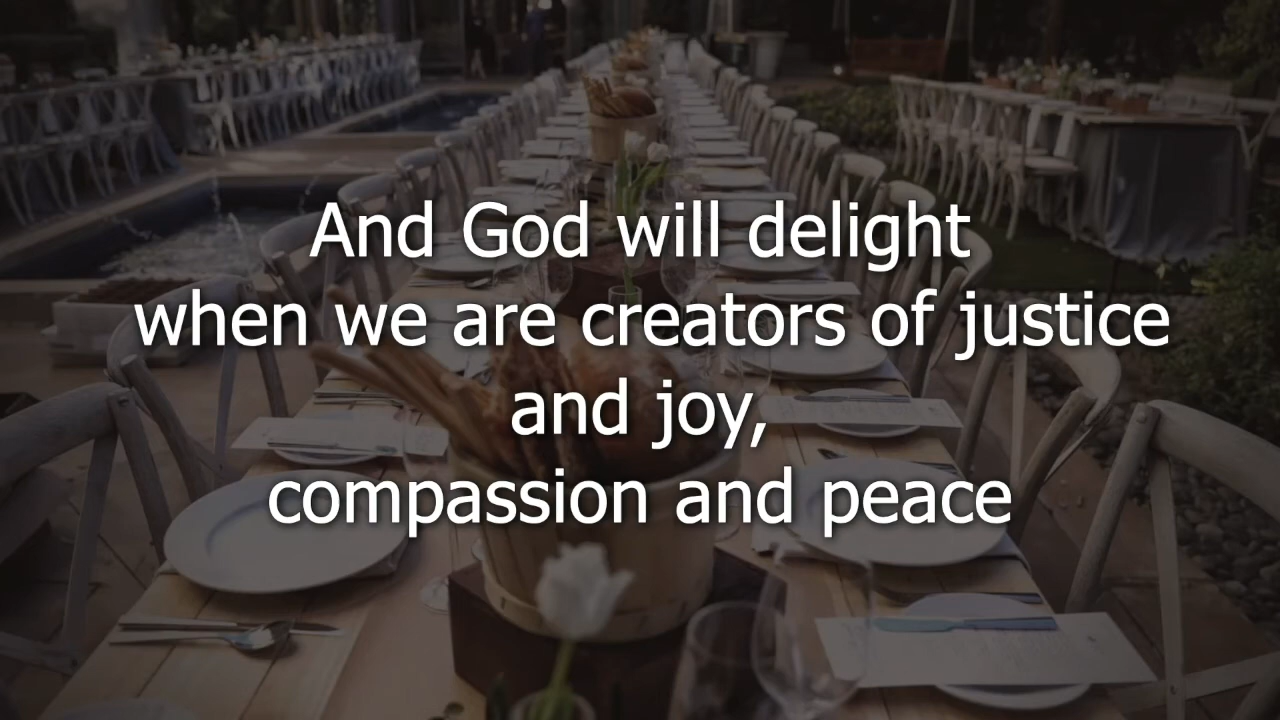 And God will delight
when we are creators of justice
and joy,
compassion and peace